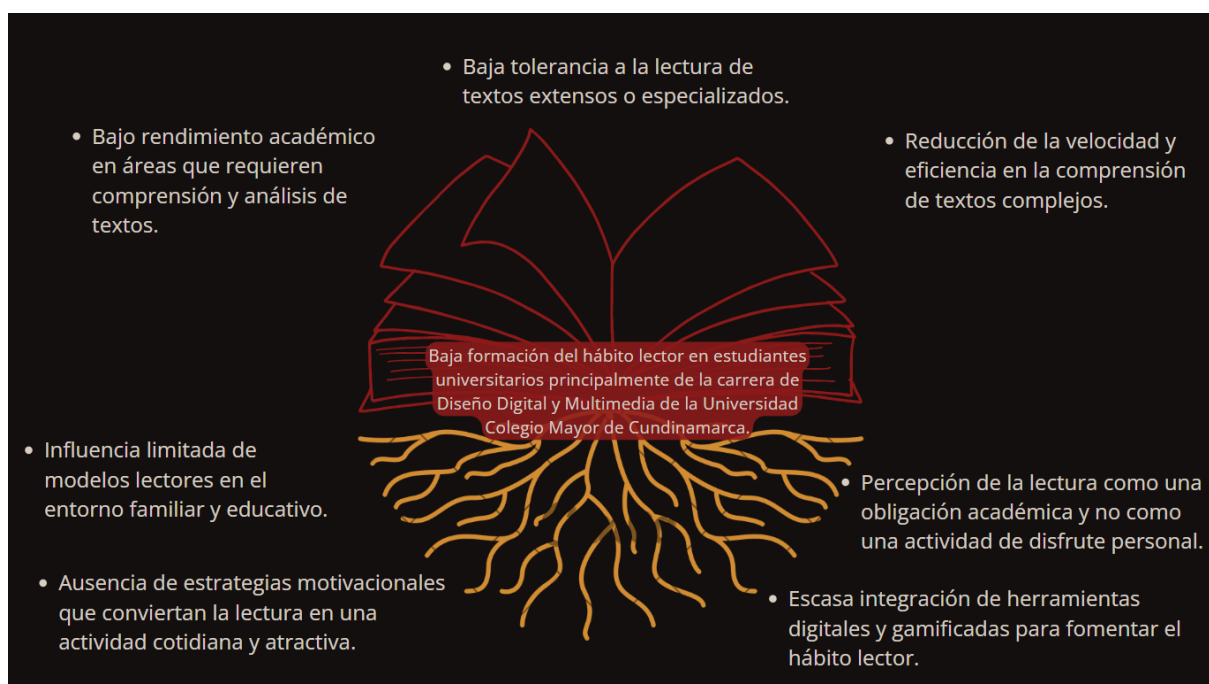 • Baja tolerancia a la lectura de
textos extensos o especializados.
• Bajo rendimiento académico
en áreas que requieren
comprensión y análisis de
textos.
• Reducción de la velocidad y
eficiencia en la comprensión
de textos complejos.
Baja formación del hábito lector en estudiantes
universitarios principalmente de la carrera de
Diseño Digital y Multimedia de la Universidad
Colegio Mayor de Cundinamarca.
• Influencia limitada de
modelos lectores en el
entorno familiar y educativo.
• Percepción de la lectura como una
obligación académica y no como
una actividad de disfrute personal.
• Ausencia de estrategias motivacionales
que conviertan la lectura en una
actividad cotidiana y atractiva.
• Escasa integración de herramientas
digitales y gamificadas para fomentar el
hábito lector.